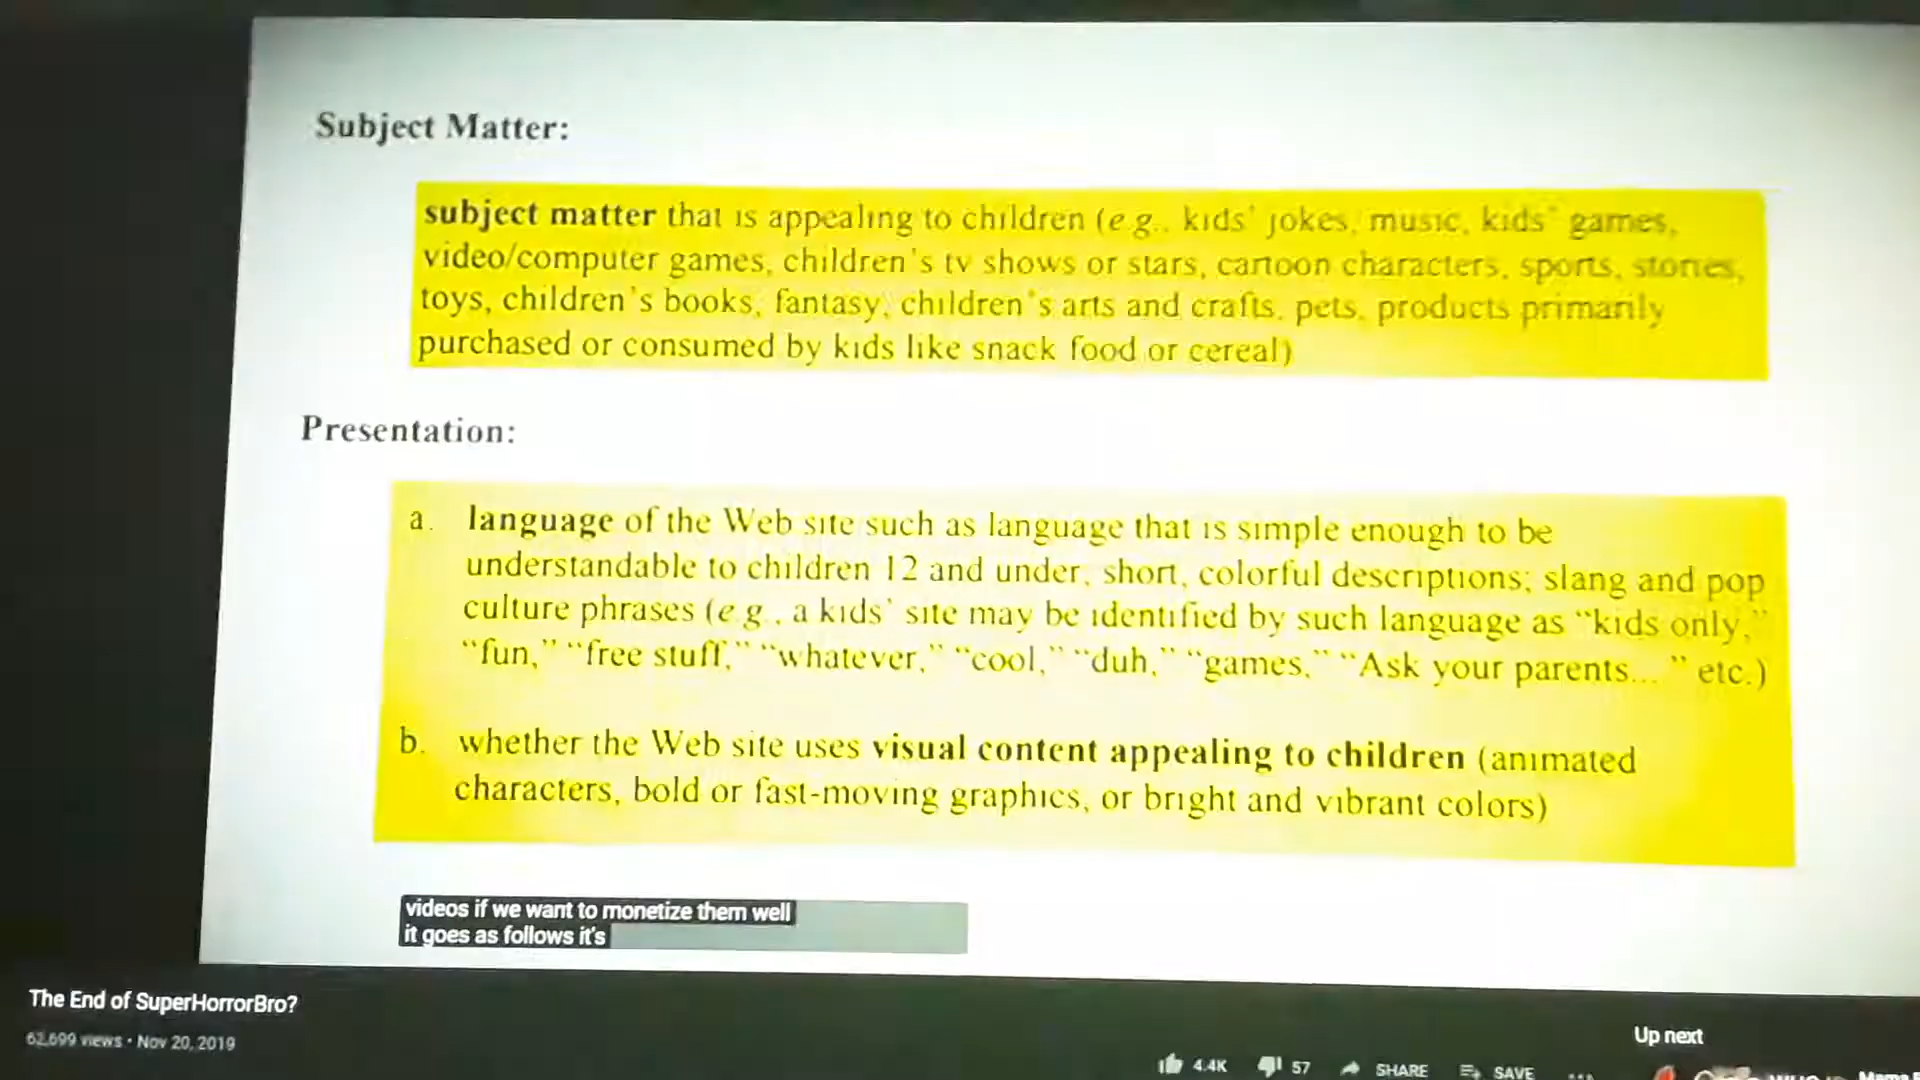 Subject Matter:
subject matter that is appealing to children (e.g., kids' jokes, music, kids' games,
video/computer games, children's tv shows or stars, cartoon characters, sports, stories,
toys, children's books, fantasy, children's arts and crafts, pets, products primarily
purchased or consumed by kids like snack food or cereal)
Presentation:
a. language of the Web site such as language that is simple enough to be
understandable to children 12 and under, short, colorful descriptions; slang and pop
culture phrases (e.g., a kids' site may be identified by such language as "kids only,"
"fun," "free stuff," "whatever," "cool," "duh," "games," "Ask your parents..." etc.)
b. whether the Web site uses visual content appealing to children (animated
characters, bold or fast-moving graphics, or bright and vibrant colors)
videos if we want to monetize them well
it goes as follows it's
The End of SuperHorrorBro?
62,699 views • Nov 20, 2019
Up next
4.4K 57 SHARE SAVE